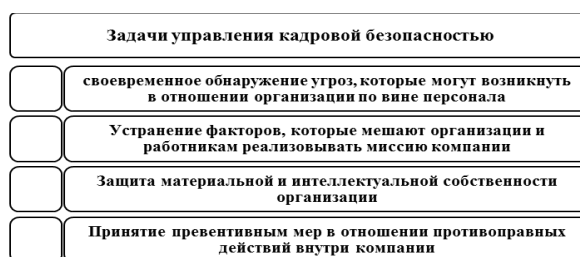 Задачи управления кадровой безопасностью
своевременное обнаружение угроз, которые могут возникнуть
в отношении организации по вине персонала
Устранение факторов, которые мешают организации и
работникам реализовывать миссию компании
Защита материальной и интеллектуальной собственности
организации
Принятие превентивным мер в отношении противоправных
действий внутри компании